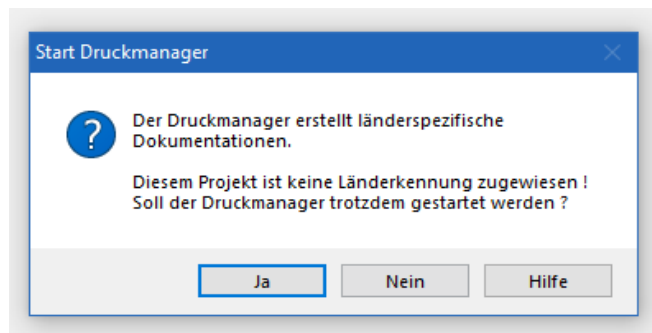 Start Druckmanager
Der Druckmanager erstellt länderspezifische
Dokumentationen.
Diesem Projekt ist keine Länderkennung zugewiesen !
Soll der Druckmanager trotzdem gestartet werden ?
Ja
Nein
Hilfe